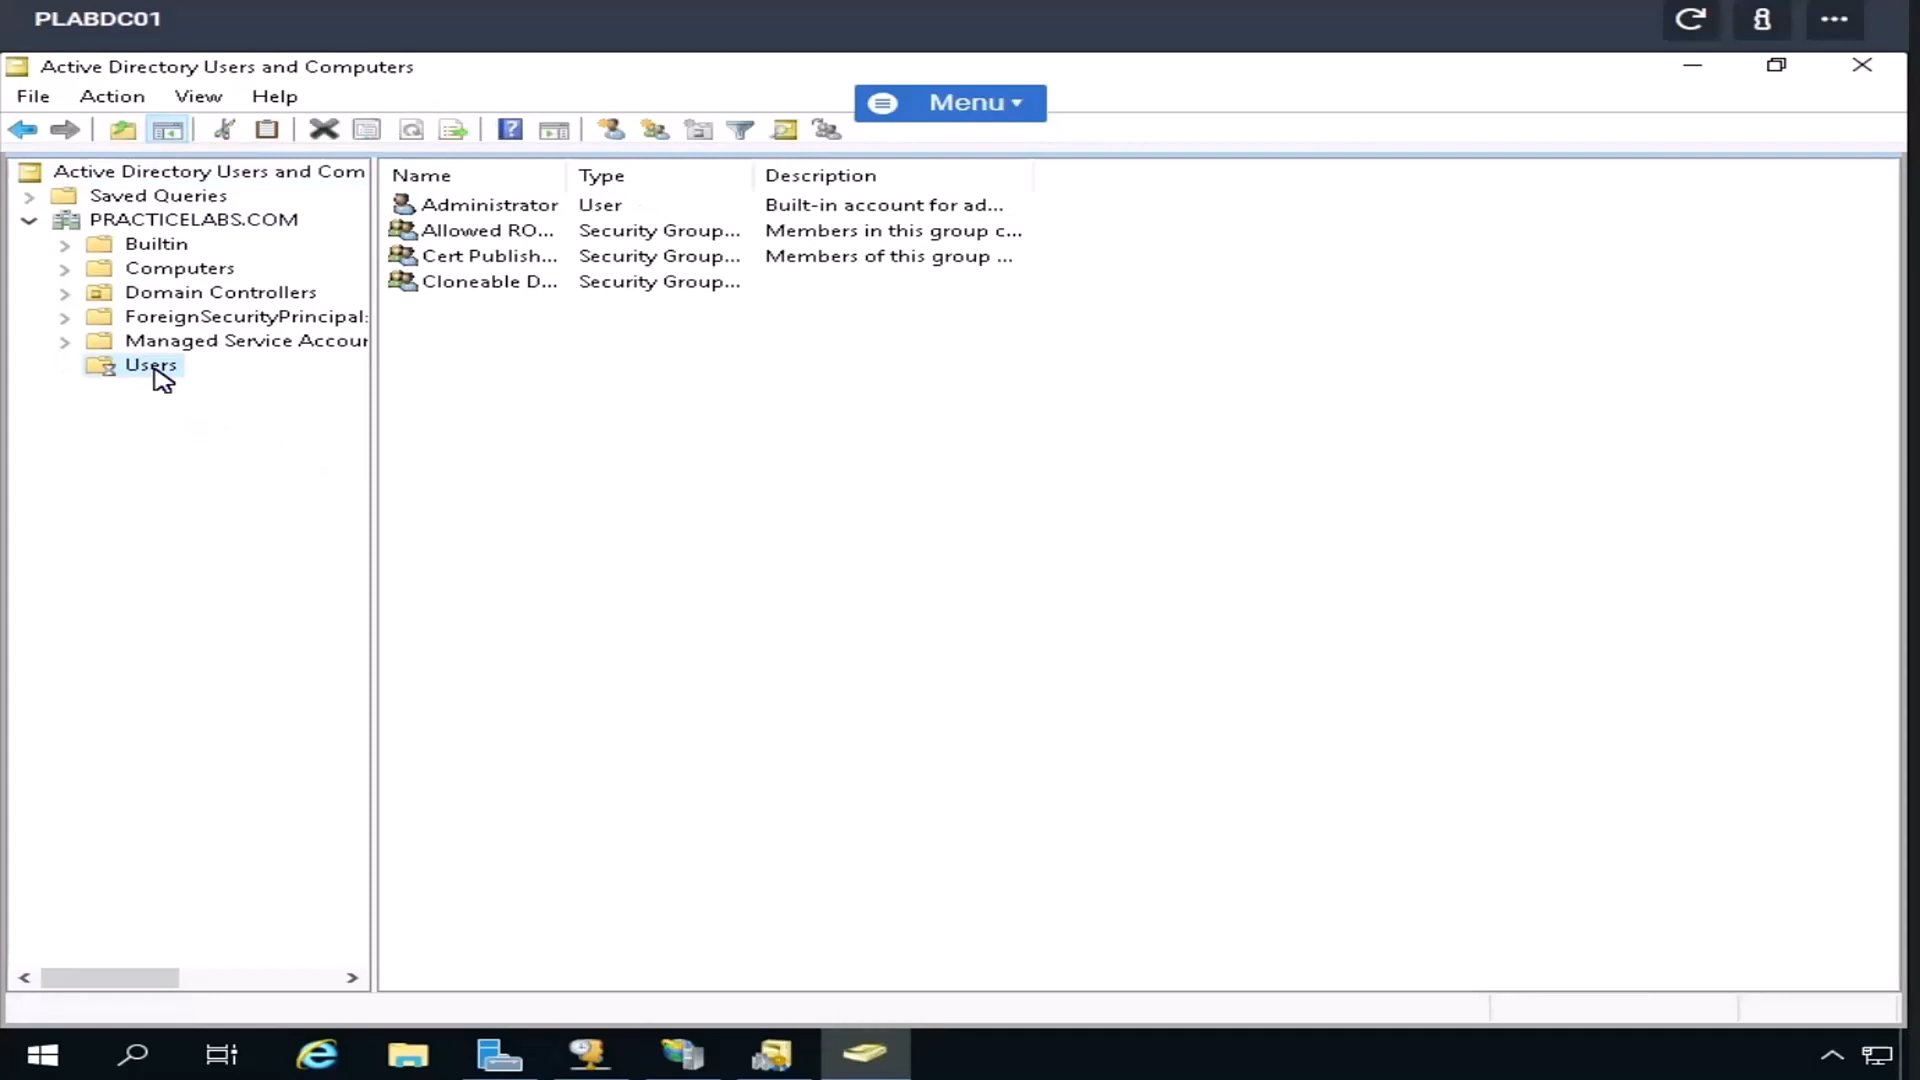 PLABDC01
Active Directory Users and Computers
File Action View Help
Menu
Active Directory Users and Com
Saved Queries
PRACTICELABS.COM
Builtin
Computers
Domain Controllers
ForeignSecurityPrincipal
Managed Service Accour
Users
Name Type Description
Administrator User Built-in account for ad...
Allowed RO... Security Group... Members in this group c...
Cert Publish... Security Group... Members of this group ...
Cloneable D... Security Group...